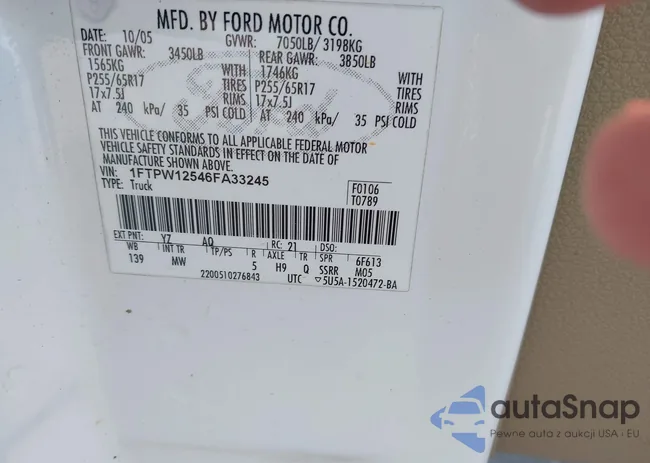 MFD. BY FORD MOTOR CO.
DATE: 10/05 GVWR: 7050LB/ 3198KG
FRONT GAWR: 3450LB REAR GAWR: 3850LB
1565KG WITH 1746KG WITH
P255/65R17 TIRES P255/65R17 TIRES
17x7.5J RIMS 17x7.5J RIMS
AT 240 kPa/ 35 PSI COLD AT 240 kPa/ 35 PSI COLD
THIS VEHICLE CONFORMS TO ALL APPLICABLE FEDERAL MOTOR
VEHICLE SAFETY STANDARDS IN EFFECT ON THE DATE OF
MANUFACTURE SHOWN ABOVE.
VIN: 1FTPW12546FA33245
TYPE: Truck
F0106
T0789
EXT PNT: YZ AQ RC: 21 DSO:
WB INT TR TP/PS R AXLE TR SPR 6F613
139 MW 5 H9 Q SSRR M05
2200510276843 UTC ▽5U5A-1520472-BA
Ford
autaSnap
Pewne auta z aukcji USA i EU